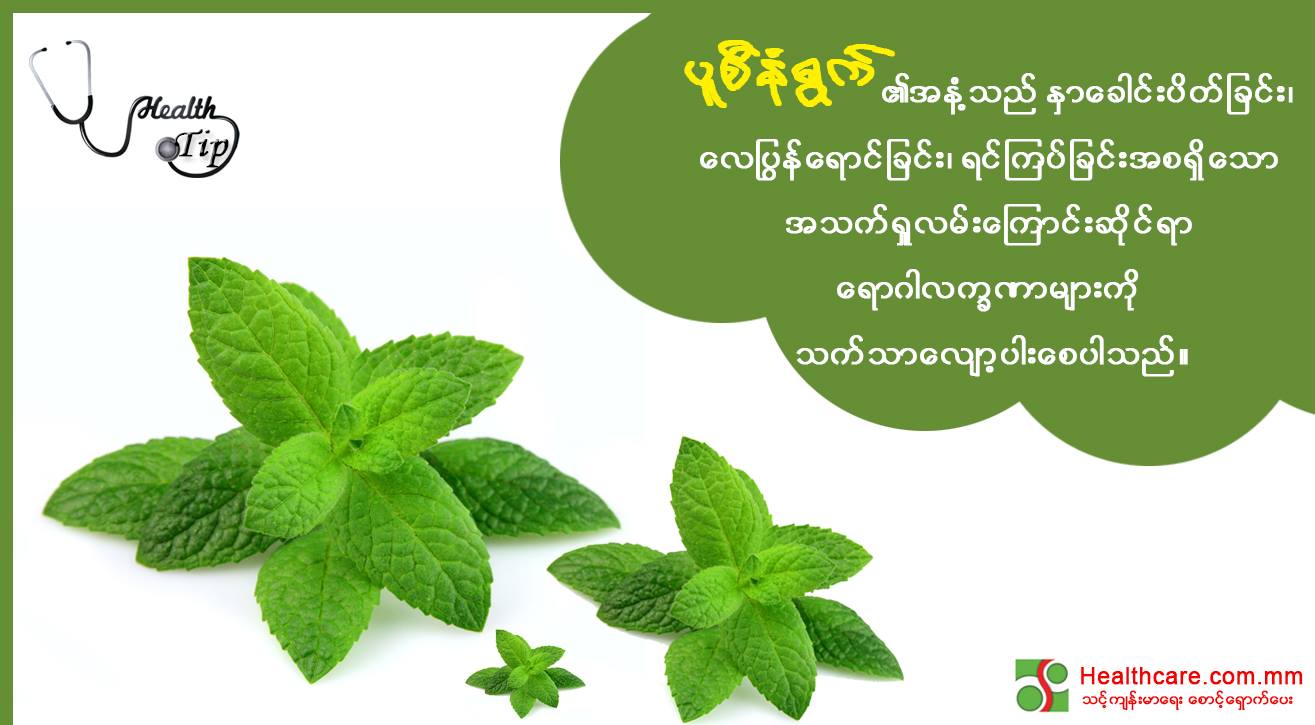 Health
Tip
ပူစီနံရွက် ၏အနံ့သည် နှာခေါင်းပိတ်ခြင်း၊
လေပြွန်ရောင်ခြင်း၊ ရင်ကြပ်ခြင်းအစရှိသော
အသက်ရှူလမ်းကြောင်းဆိုင်ရာ
ရောဂါလက္ခဏာများကို
သက်သာလျော့ပါးစေပါသည်။
Healthcare.com.mm
သင့်ကျန်းမာရေး စောင့်ရှောက်ပေး